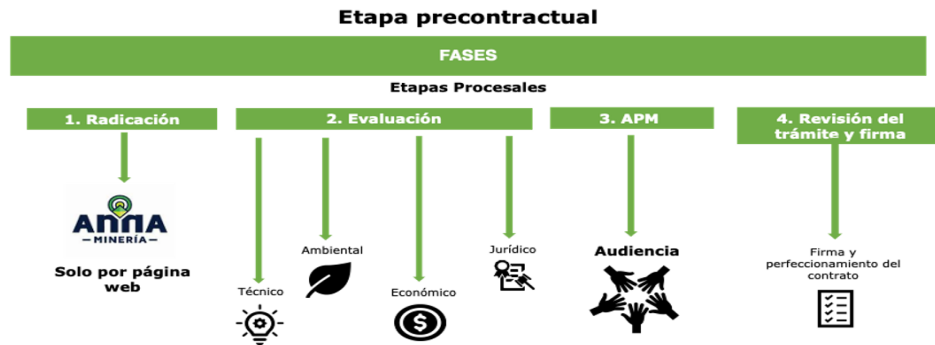 Etapa precontractual
FASES
Etapas Procesales
1. Radicación
2. Evaluación
3. APM
4. Revisión del
trámite y firma
ANNA
—MINERÍA—
Solo por página
web
Técnico
Ambiental
Económico
Jurídico
Audiencia
Firma y
perfeccionamiento del
contrato